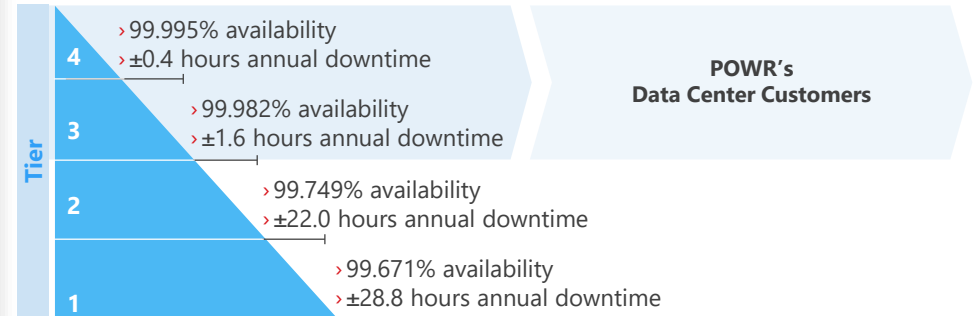 Tier
4
› 99.995% availability
› ±0.4 hours annual downtime
POWR's
Data Center Customers
3
› 99.982% availability
› ±1.6 hours annual downtime
2
› 99.749% availability
› ±22.0 hours annual downtime
1
› 99.671% availability
› ±28.8 hours annual downtime